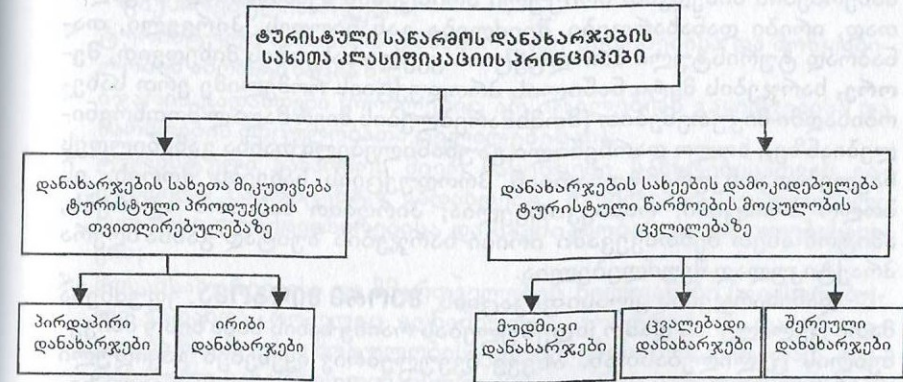 ტურისტული საწარმოს დანახარჯების
სახეთა კლასიფიკაციის პრინციპები
დანახარჯების სახეთა მიკუთვნება
ტურისტული პროდუქციის
თვითღირებულებაზე
დანახარჯების სახეების დამოკიდებულება
ტურისტული წარმოების მოცულობის
ცვლილებაზე
პირდაპირი
დანახარჯები
ირიბი
დანახარჯები
მუდმივი
დანახარჯები
ცვალებადი
დანახარჯები
შერეული
დანახარჯები